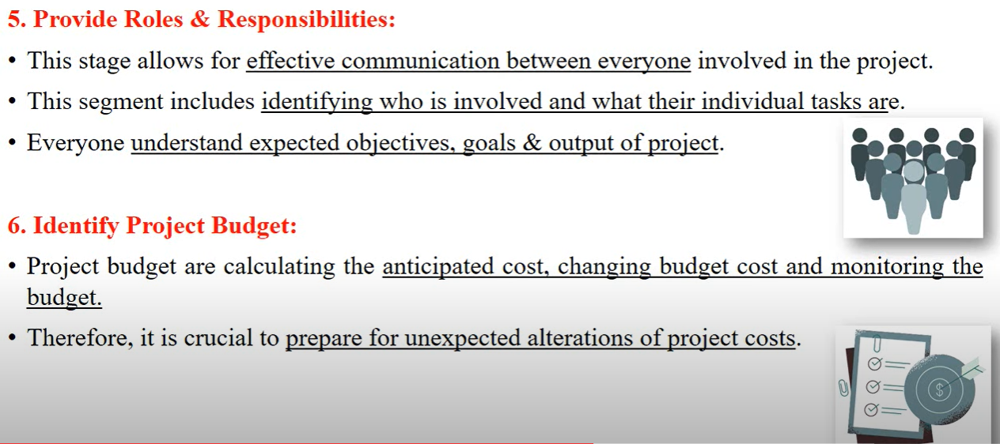 5. Provide Roles & Responsibilities:
• This stage allows for effective communication between everyone involved in the project.
• This segment includes identifying who is involved and what their individual tasks are.
• Everyone understand expected objectives, goals & output of project.
6. Identify Project Budget:
• Project budget are calculating the anticipated cost, changing budget cost and monitoring the
budget.
• Therefore, it is crucial to prepare for unexpected alterations of project costs.
$